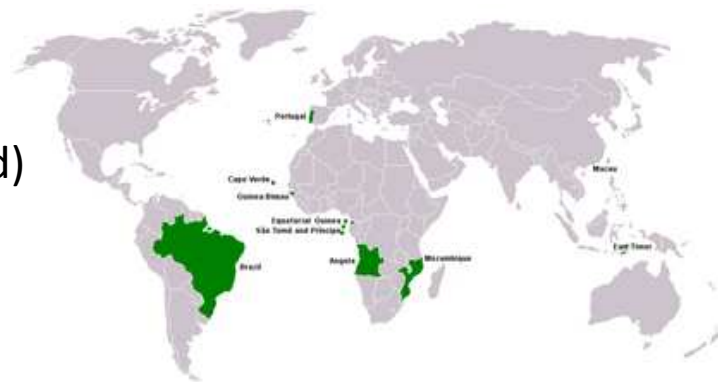 d)
Portugal
Cape Verde
Guinea Bissau
Equatorial Guinea
São Tomé and Príncipe
Angola
Mozambique
Brazil
Macau
East Timor